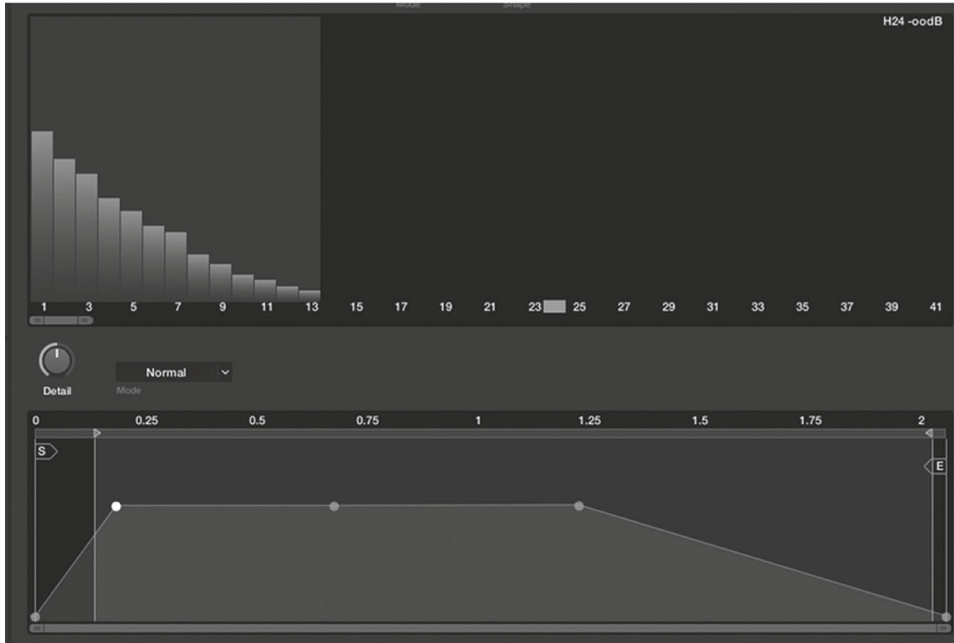 Mode Shape
H24 -oodB
1 3 5 7 9 11 13 15 17 19 21 23 25 27 29 31 33 35 37 39 41
Normal
Detail Mode
0 0.25 0.5 0.75 1 1.25 1.5 1.75 2
S
E